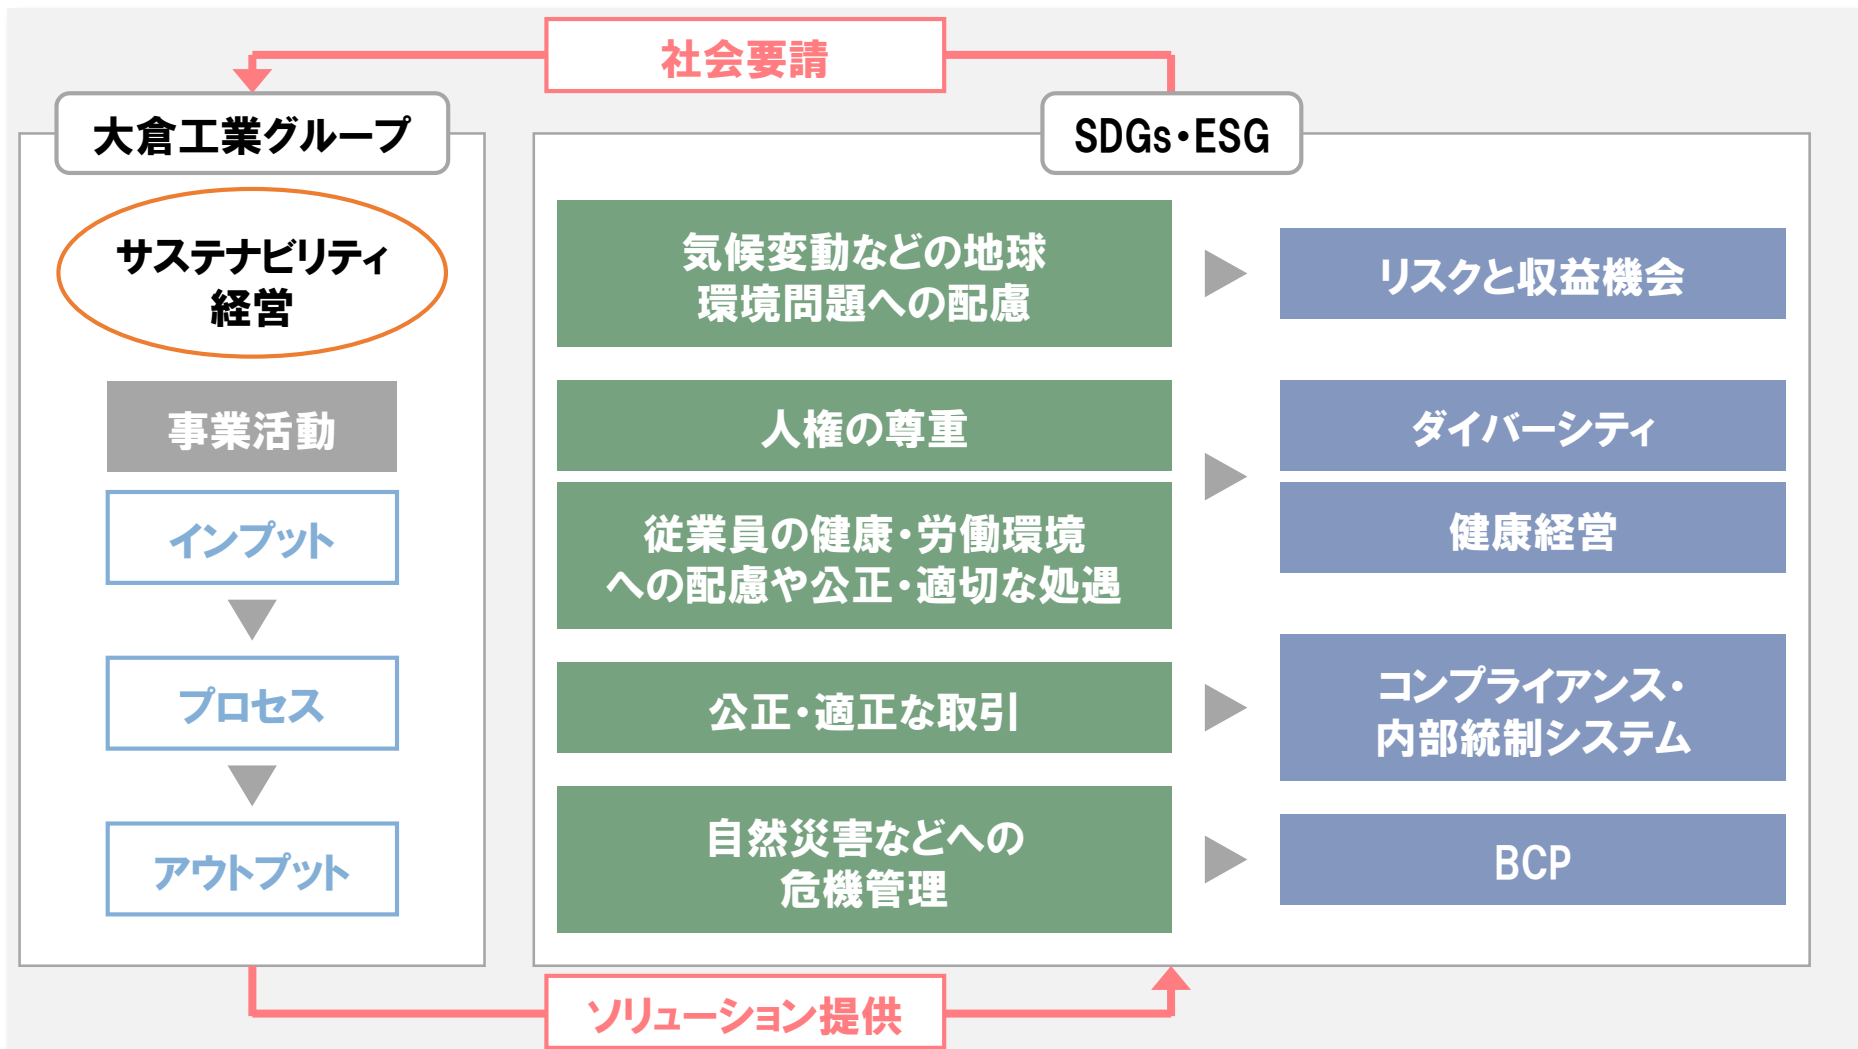 社会要請
大倉工業グループ
サステナビリティ
経営
事業活動
インプット
プロセス
アウトプット
SDGs・ESG
気候変動などの地球
環境問題への配慮
リスクと収益機会
人権の尊重
ダイバーシティ
従業員の健康・労働環境
への配慮や公正・適切な処遇
健康経営
公正・適正な取引
コンプライアンス・
内部統制システム
自然災害などへの
危機管理
BCP
ソリューション提供